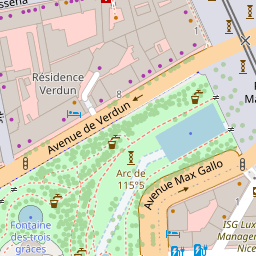 Résidence
Verdun
8
Avenue de Verdun
Arc de
115°5
Avenue Max Gallo
Fontaine
des trois
grâces
ISG Lux
Manager
Nice